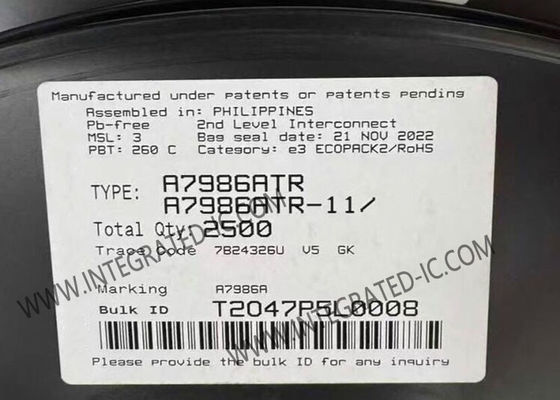 Manufactured under patents or patents pending
Assembled in: PHILIPPINES
Pb-free 2nd Level Interconnect
MSL: 3 Bag seal date: 21 NOV 2022
PBT: 260 C Category: e3 ECOPACK2/RoHS
TYPE: A7986ATR
A7986ATR-11/
Total Qty: 2500
Trace Code 7B24326U V5 GK
Marking A7986A
Bulk ID T2047P5L0008
Please provide the bulk ID for any inquiry
WWW.INTEGRATED-IC.COM
WWW.INTEGRATED-IC.COM